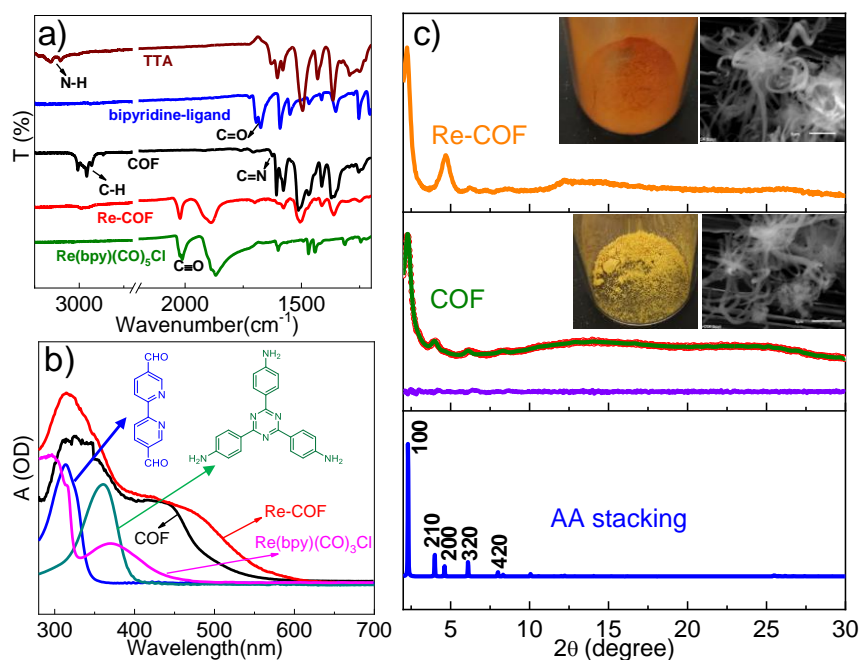 a)
TTA
N-H
bipyridine-ligand
C=O
COF
C-H
C=N
Re-COF
Re(bpy)(CO)5Cl
C≡O
T (%)
3000
2000
1500
Wavenumber(cm-1)
b)
CHO
N
N
CHO
NH2
N
N
N
H2N
NH2
Re-COF
COF
Re(bpy)(CO)3Cl
A (OD)
300
400
500
600
700
Wavelength(nm)
c)
Re-COF
COF
100
210
200
320
420
AA stacking
5
10
15
20
25
30
2θ (degree)